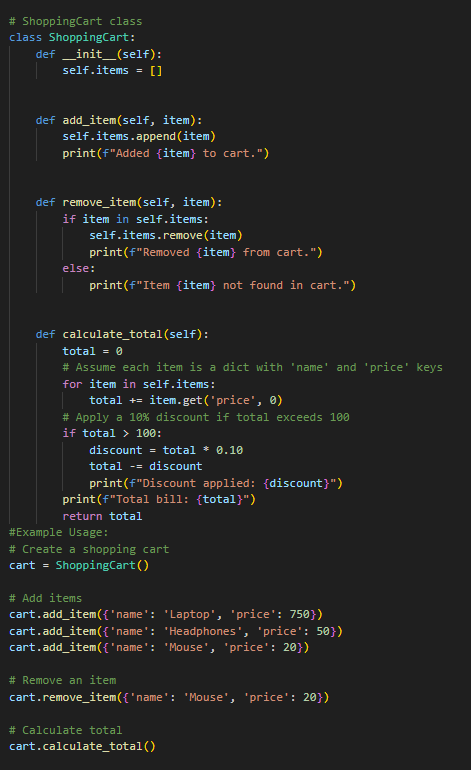 # ShoppingCart class
class ShoppingCart:
    def __init__(self):
        self.items = []
    def add_item(self, item):
        self.items.append(item)
        print(f"Added {item} to cart.")
    def remove_item(self, item):
        if item in self.items:
            self.items.remove(item)
            print(f"Removed {item} from cart.")
        else:
            print(f"Item {item} not found in cart.")
    def calculate_total(self):
        total = 0
        # Assume each item is a dict with 'name' and 'price' keys
        for item in self.items:
            total += item.get('price', 0)
        # Apply a 10% discount if total exceeds 100
        if total > 100:
            discount = total * 0.10
            total -= discount
            print(f"Discount applied: {discount}")
        print(f"Total bill: {total}")
        return total
#Example Usage:
# Create a shopping cart
cart = ShoppingCart()
# Add items
cart.add_item({'name': 'Laptop', 'price': 750})
cart.add_item({'name': 'Headphones', 'price': 50})
cart.add_item({'name': 'Mouse', 'price': 20})
# Remove an item
cart.remove_item({'name': 'Mouse', 'price': 20})
# Calculate total
cart.calculate_total()